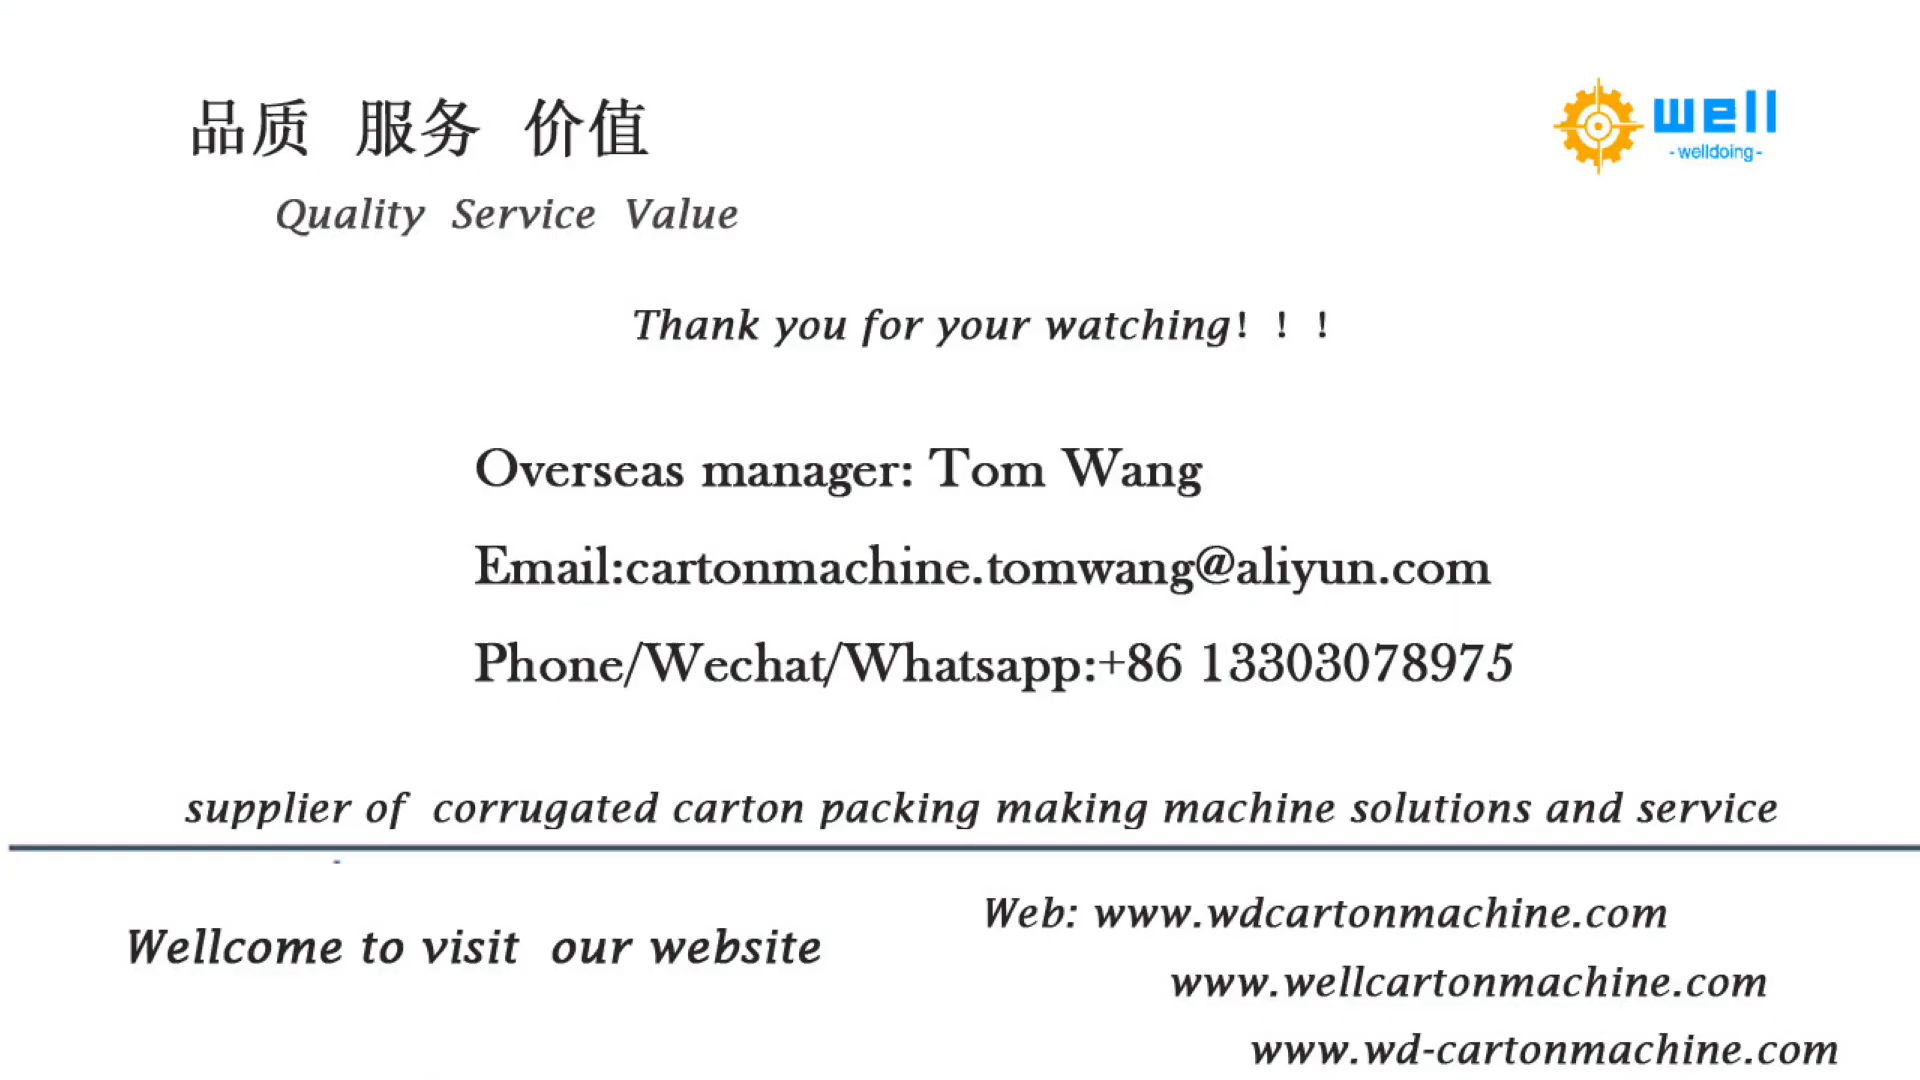 品质 服务 价值
well
-welldoing-
Quality Service Value
Thank you for your watching！！！
Overseas manager: Tom Wang
Email:cartonmachine.tomwang@aliyun.com
Phone/Wechat/Whatsapp:+86 13303078975
supplier of corrugated carton packing making machine solutions and service
Wellcome to visit our website
Web: www.wdcartonmachine.com
www.wellcartonmachine.com
www.wd-cartonmachine.com